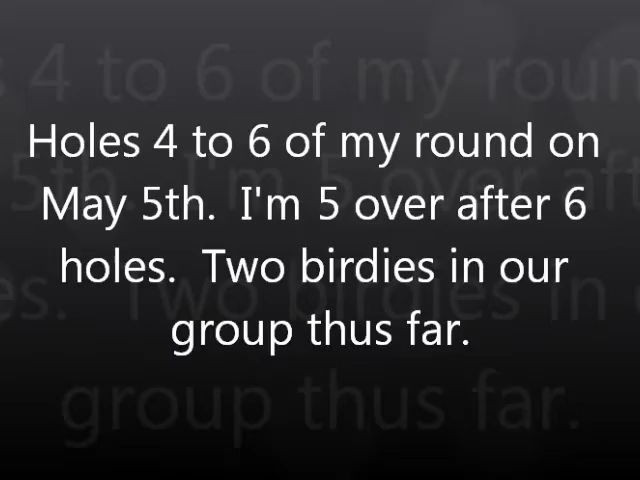 Holes 4 to 6 of my round on
May 5th.  I'm 5 over after 6
holes.  Two birdies in our
group thus far.